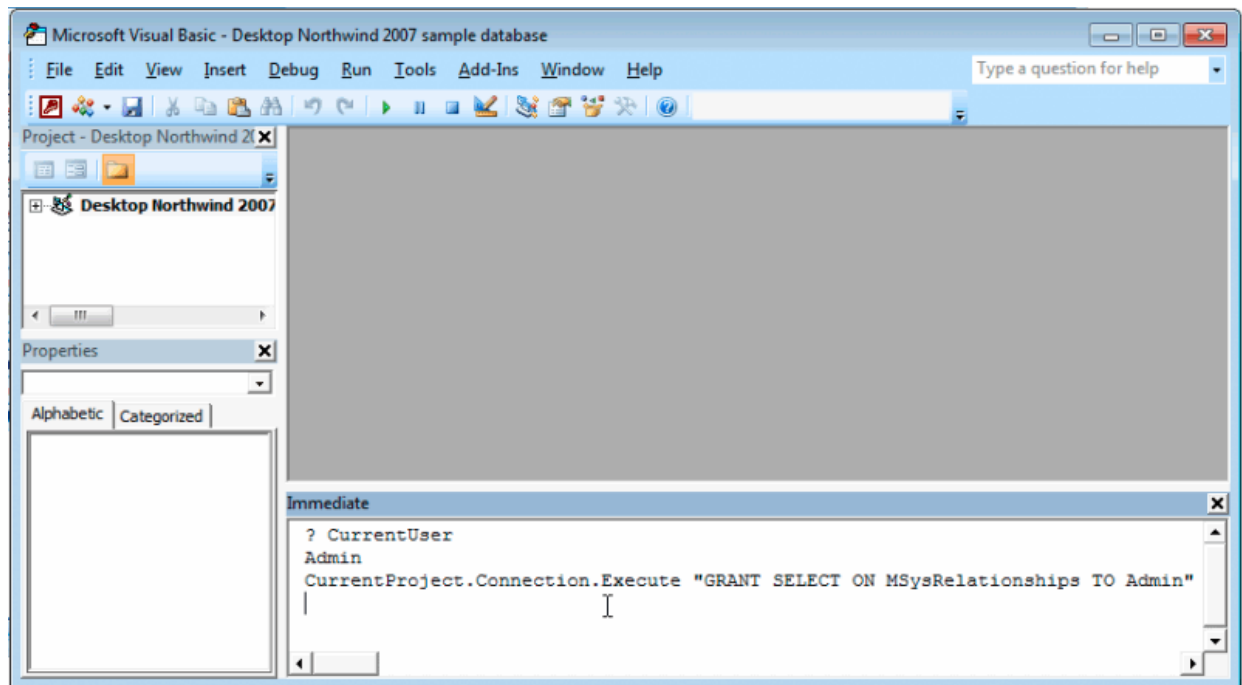 Microsoft Visual Basic - Desktop Northwind 2007 sample database
File Edit View Insert Debug Run Tools Add-Ins Window Help
Type a question for help
Project - Desktop Northwind 2(
Desktop Northwind 2007
Properties
Alphabetic Categorized
Immediate
? CurrentUser
Admin
CurrentProject.Connection.Execute "GRANT SELECT ON MSysRelationships TO Admin"